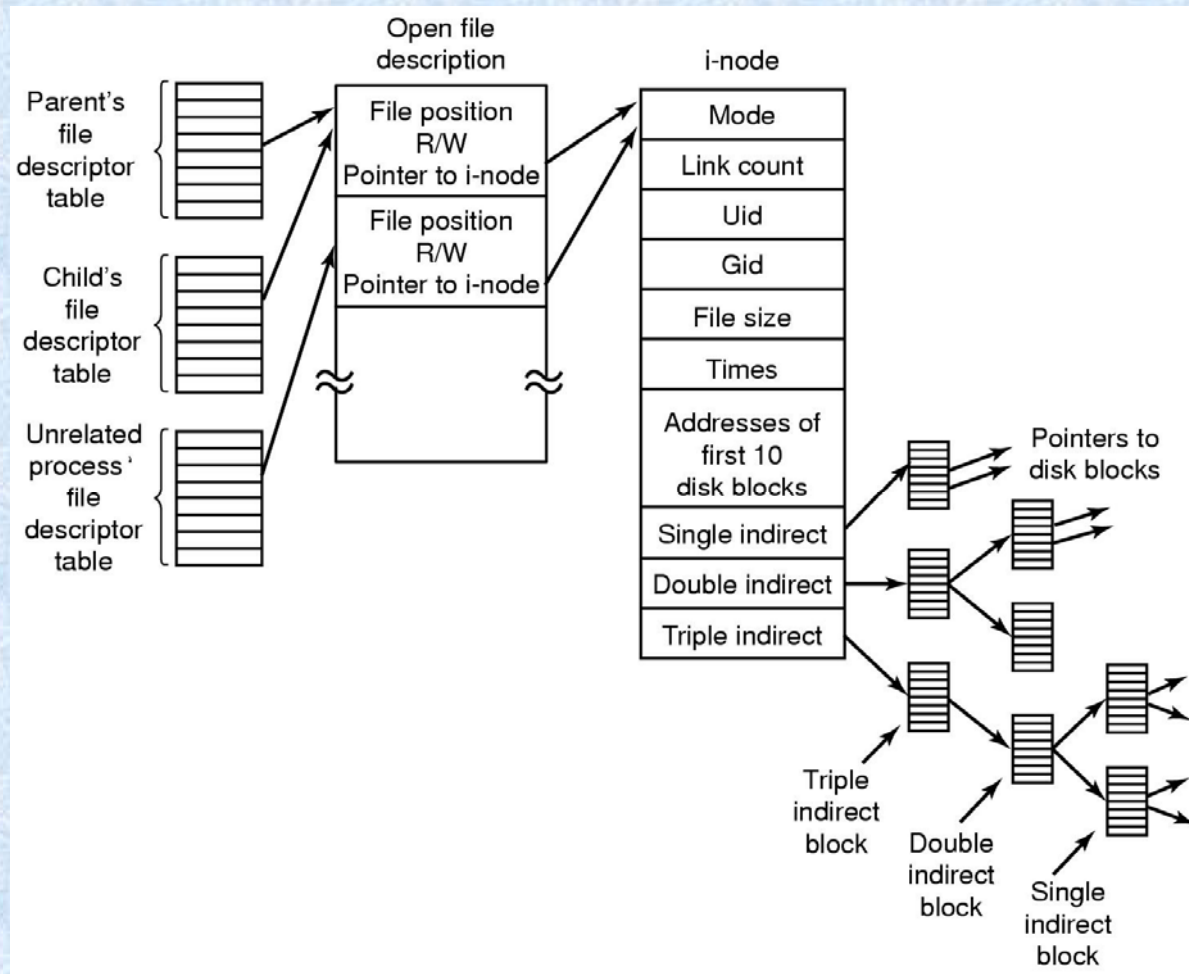 Open file
description
i-node
Parent's
file
descriptor
table
File position
R/W
Pointer to i-node
File position
R/W
Pointer to i-node
Mode
Link count
Uid
Gid
File size
Times
Addresses of
first 10
disk blocks
Single indirect
Double indirect
Triple indirect
Child's
file
descriptor
table
Unrelated
process'
file
descriptor
table
Pointers to
disk blocks
Triple
indirect
block
Double
indirect
block
Single
indirect
block